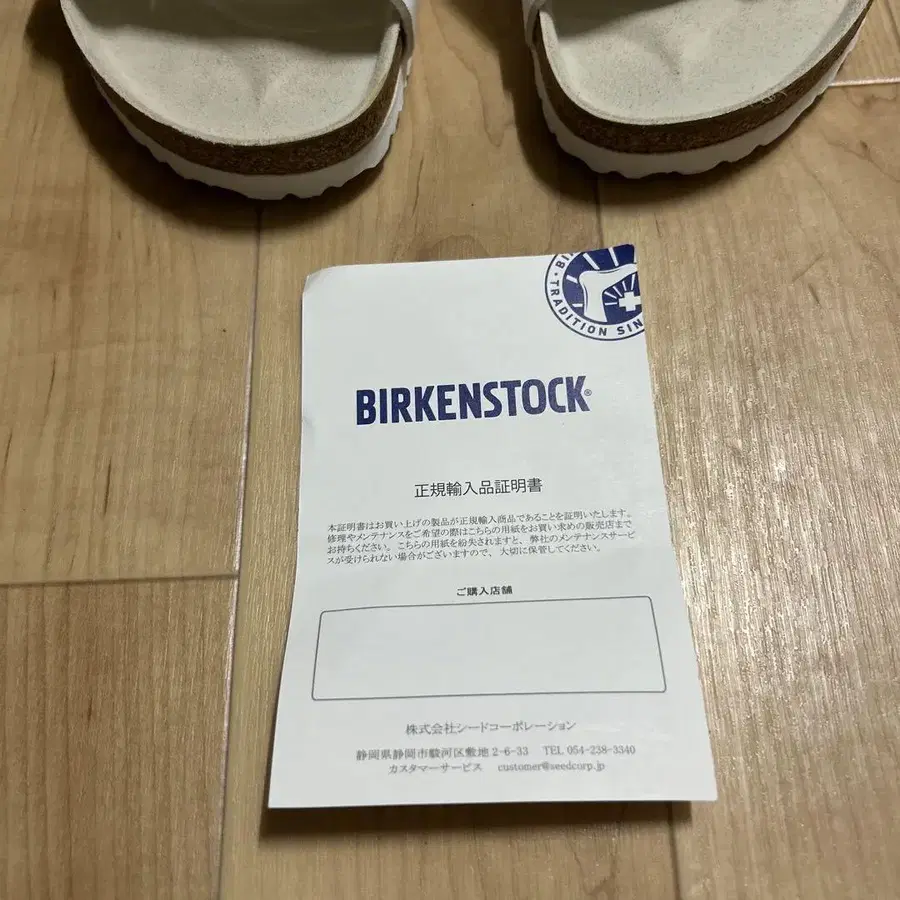 BI
TRADITION SIN
BIRKENSTOCK®
正規輸入品証明書
本証明書はお買い上げの製品が正規輸入商品であることを証明いたします。
修理やメンテナンスをご希望の際はこちらの用紙をお買い求めの販売店まで
お持ちください。こちらの用紙を紛失されますと、弊社のメンテナンスサービ
スが受けられない場合がございますので、大切に保管してください。
ご購入店舗
株式会社シードコーポレーション
静岡県静岡市駿河区敷地 2-6-33 TEL 054-238-3340
カスタマーサービス customer@seedcorp.jp